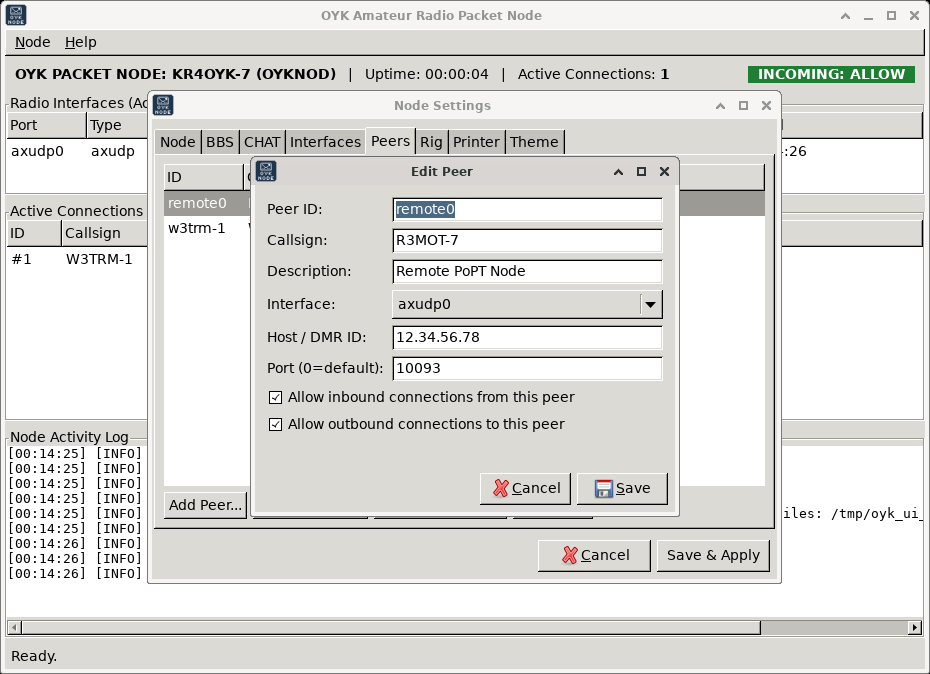 OYK Amateur Radio Packet Node
Node Help
OYK PACKET NODE: KR4OYK-7 (OYKNOD) | Uptime: 00:00:04 | Active Connections: 1 INCOMING: ALLOW
Radio Interfaces (Ac
Port Type
axudp0 axudp
:26
Active Connections
ID Callsign
#1 W3TRM-1
Node Activity Log
[00:14:25] [INFO]
[00:14:25] [INFO]
[00:14:25] [INFO]
[00:14:25] [INFO]
[00:14:25] [INFO] iles: /tmp/oyk_ui_
[00:14:25] [INFO]
[00:14:26] [INFO]
[00:14:26] [INFO]
[00:14:26] [INFO]
Ready.
Node Settings
Node BBS CHAT Interfaces Peers Rig Printer Theme
ID
remote0
w3trm-1
Add Peer...
Cancel Save & Apply
Edit Peer
Peer ID: remote0
Callsign: R3MOT-7
Description: Remote PoPT Node
Interface: axudp0
Host / DMR ID: 12.34.56.78
Port (0=default): 10093
Allow inbound connections from this peer
Allow outbound connections to this peer
Cancel Save